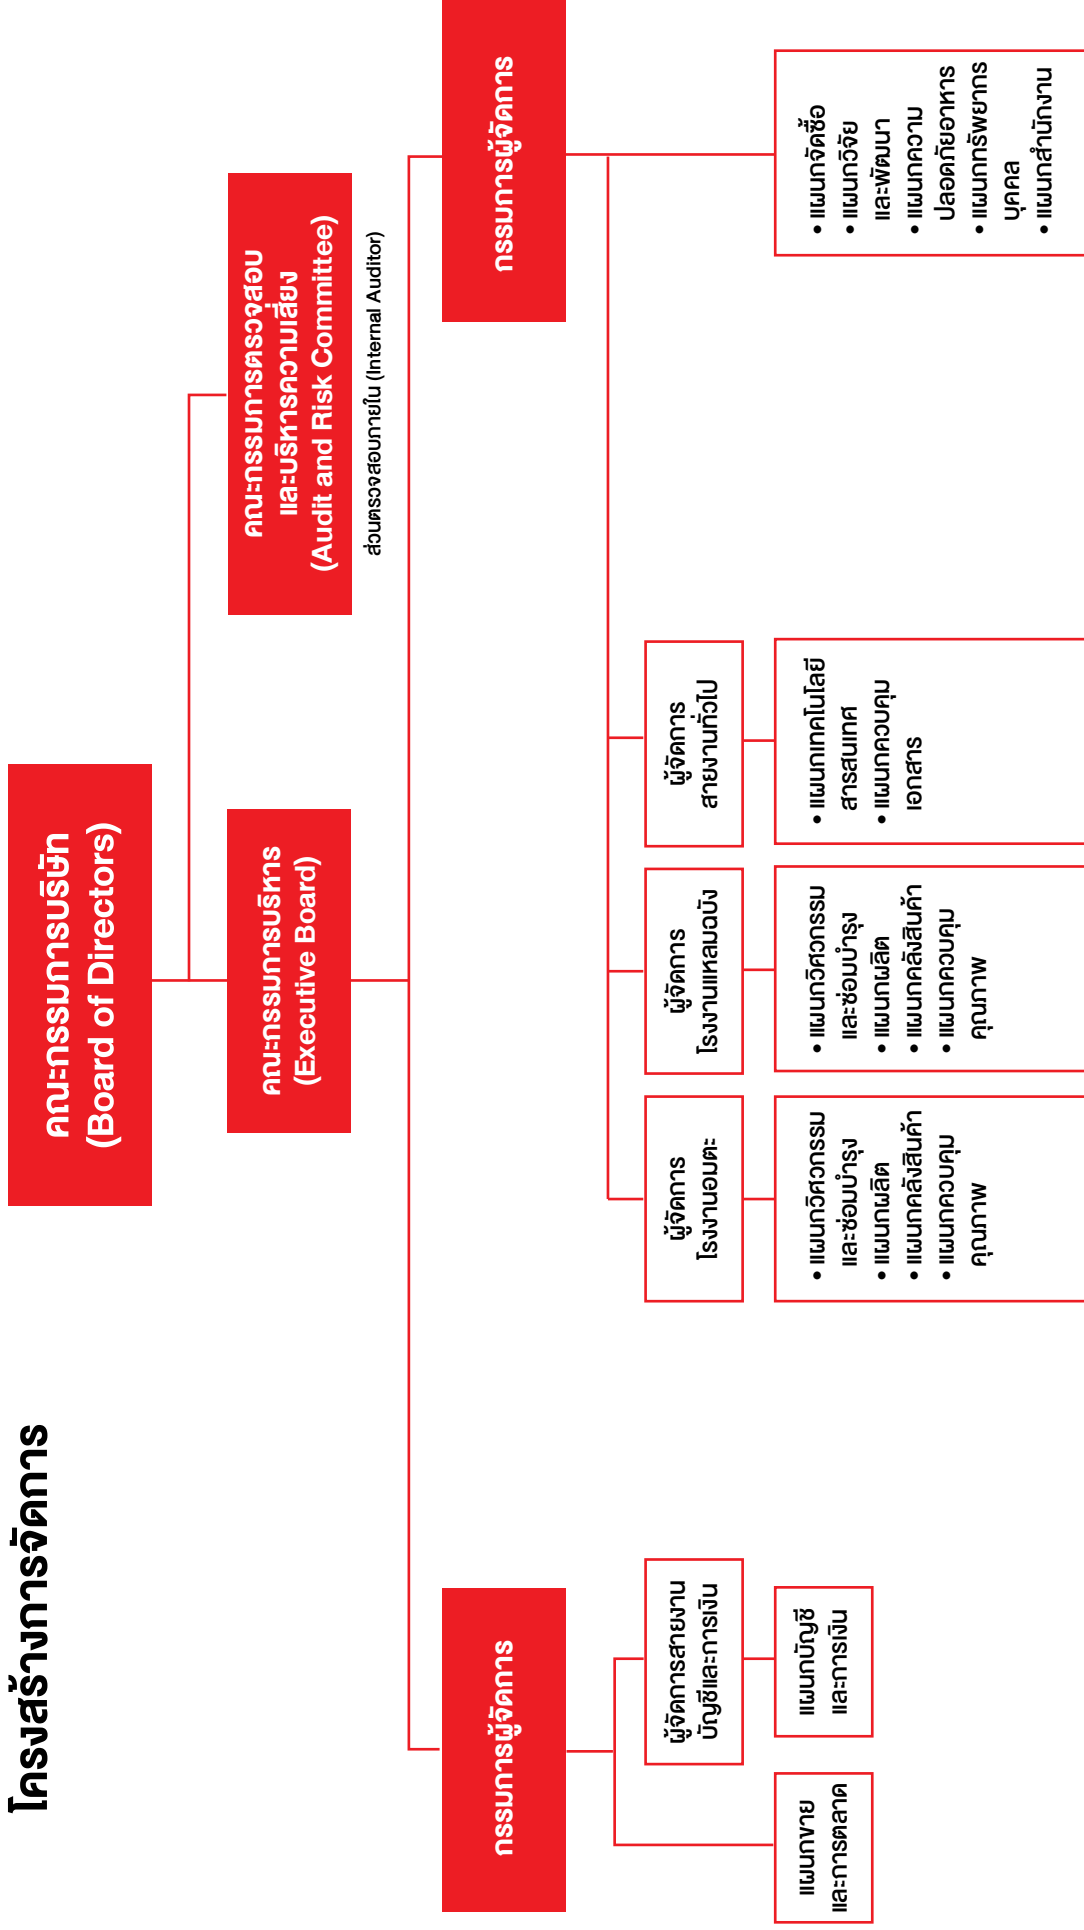 โครงสร้างการจัดการ
คณะกรรมการบริษัท
(Board of Directors)
คณะกรรมการบริหาร
(Executive Board)
คณะกรรมการตรวจสอบ
และบริหารความเสี่ยง
(Audit and Risk Committee)
ส่วนตรวจสอบภายใน (Internal Auditor)
กรรมการผู้จัดการ
กรรมการผู้จัดการ
ผู้จัดการสายงาน
บัญชีและการเงิน
ผู้จัดการ
โรงงานอมตะ
ผู้จัดการ
โรงงานแหลมฉบัง
ผู้จัดการ
สายงานทั่วไป
แผนกขาย
และการตลาด
แผนกบัญชี
และการเงิน
• แผนกวิศวกรรม
และซ่อมบำรุง
• แผนกผลิต
• แผนกคลังสินค้า
• แผนกควบคุม
คุณภาพ
• แผนกวิศวกรรม
และซ่อมบำรุง
• แผนกผลิต
• แผนกคลังสินค้า
• แผนกควบคุม
คุณภาพ
• แผนกเทคโนโลยี
สารสนเทศ
• แผนกควบคุม
เอกสาร
• แผนกจัดซื้อ
• แผนกวิจัย
และพัฒนา
• แผนกความ
ปลอดภัยอาหาร
• แผนกทรัพยากร
บุคคล
• แผนกสำนักงาน